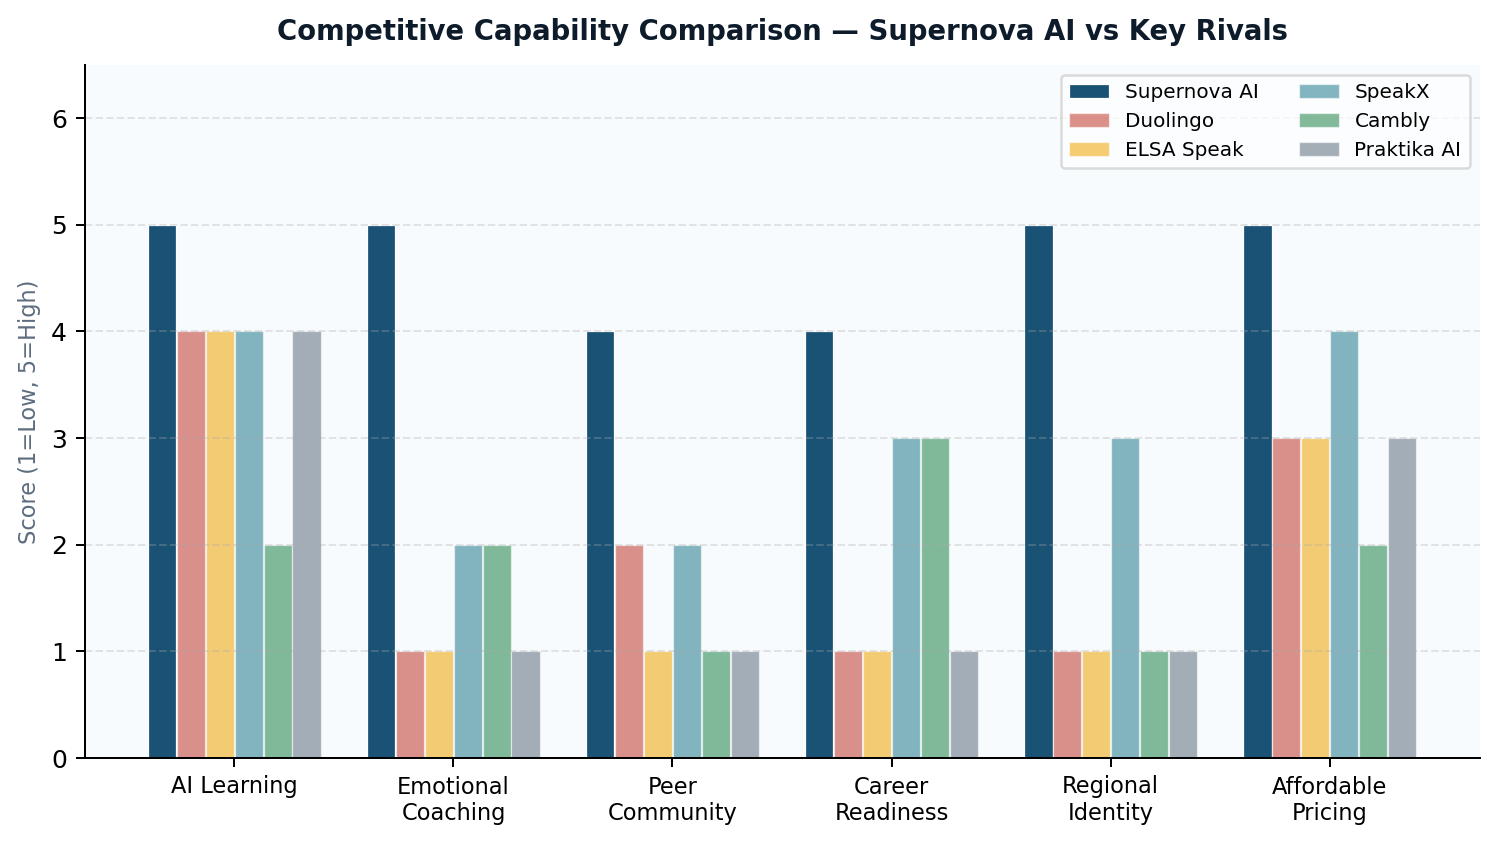 Competitive Capability Comparison — Supernova AI vs Key Rivals
Supernova AI
Duolingo
ELSA Speak
SpeakX
Cambly
Praktika AI
Score (1=Low, 5=High)
6
5
4
3
2
1
0
AI Learning
Emotional
Coaching
Peer
Community
Career
Readiness
Regional
Identity
Affordable
Pricing